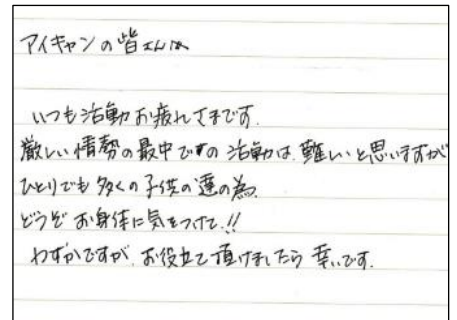 アイキャンの皆さんへ
いつも活動お疲れさまです.
厳しい情勢の最中での活動は、難しいと思いますが
ひとりでも多くの子供の達の為、
どうぞお身体に気をつけて!!
わずかですが、お役立て頂けましたら幸いです.